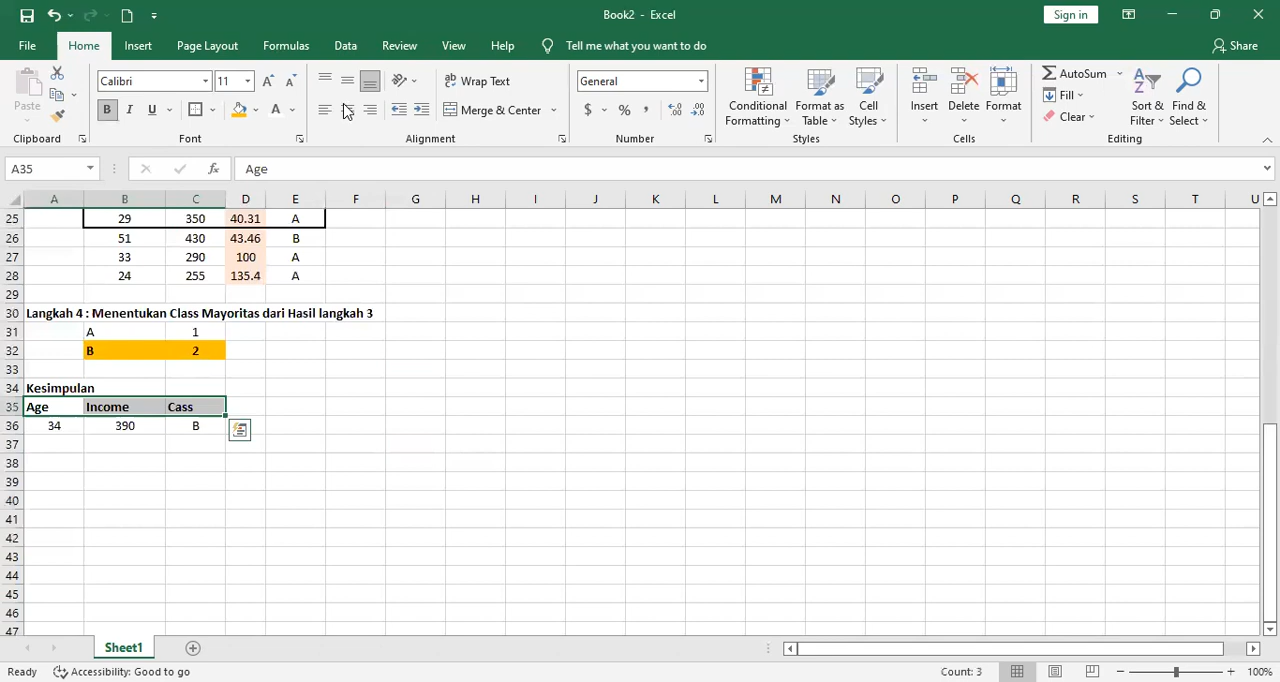 Book2 - Excel
Sign in
File Home Insert Page Layout Formulas Data Review View Help Tell me what you want to do Share
Paste
Calibri 11
B I U A
Wrap Text
Merge & Center
General
$ % ,
Conditional Formatting
Format as Table
Cell Styles
Insert Delete Format
AutoSum
Fill
Clear
Sort & Filter
Find & Select
Clipboard Font Alignment Number Styles Cells Editing
A35 fx Age
A B C D E F G H I J K L M N O P Q R S T U
25 29 350 40.31 A
26 51 430 43.46 B
27 33 290 100 A
28 24 255 135.4 A
29
30 Langkah 4 : Menentukan Class Mayoritas dari Hasil langkah 3
31 A 1
32 B 2
33
34 Kesimpulan
35 Age Income Cass
36 34 390 B
37
38
39
40
41
42
43
44
45
46
47
Sheet1
Ready Accessibility: Good to go Count: 3 100%